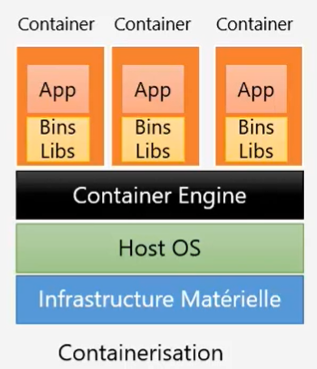 Container Container Container
App App App
Bins Bins Bins
Libs Libs Libs
Container Engine
Host OS
Infrastructure Matérielle
Containerisation